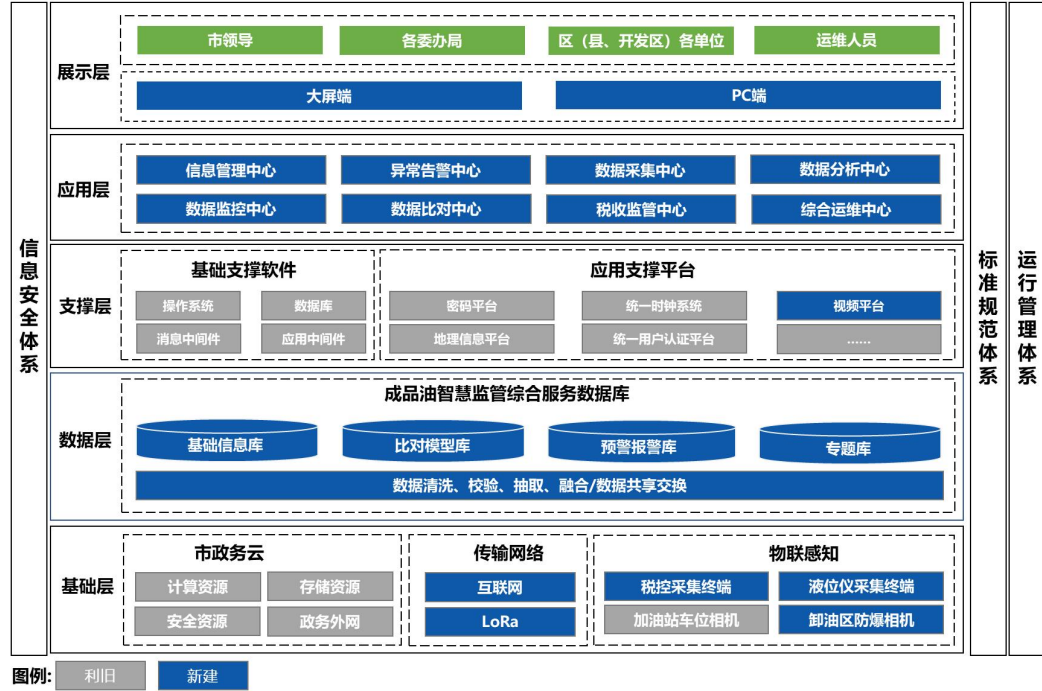 信息安全体系
展示层
市领导
各委办局
区（县、开发区）各单位
运维人员
大屏端
PC端
应用层
信息管理中心
异常告警中心
数据采集中心
数据分析中心
数据监控中心
数据比对中心
税收监管中心
综合运维中心
支撑层
基础支撑软件
操作系统
数据库
消息中间件
应用中间件
应用支撑平台
密码平台
统一时钟系统
视频平台
地理信息平台
统一用户认证平台
......
数据层
成品油智慧监管综合服务数据库
基础信息库
比对模型库
预警报警库
专题库
数据清洗、校验、抽取、融合/数据共享交换
基础层
市政务云
计算资源
存储资源
安全资源
政务外网
传输网络
互联网
LoRa
物联感知
税控采集终端
液位仪采集终端
加油站车位相机
卸油区防爆相机
标准规范体系
运行管理体系
图例:
利旧
新建